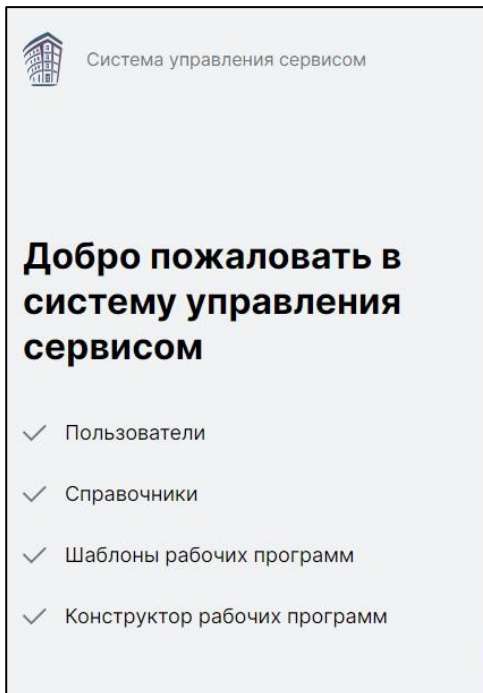 Система управления сервисом
Добро пожаловать в
систему управления
сервисом
Пользователи
Справочники
Шаблоны рабочих программ
Конструктор рабочих программ